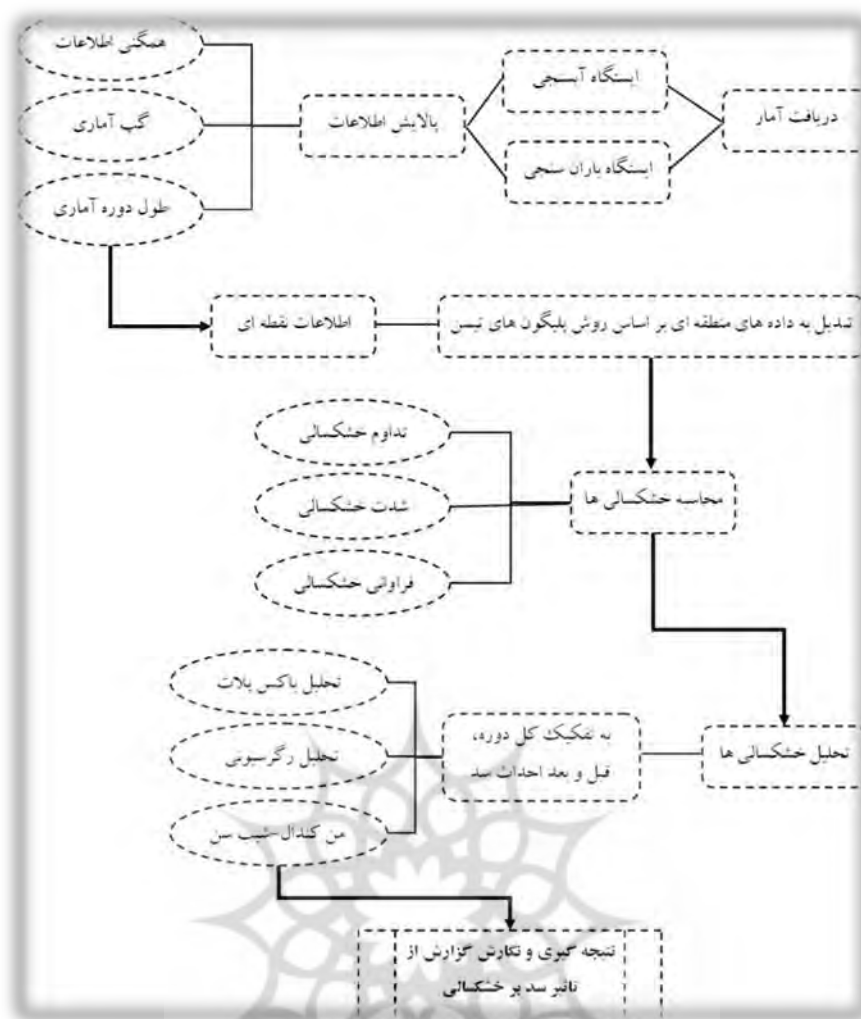 دریافت آمار
ایستگاه آبسنجی
ایستگاه باران سنجی
پالایش اطلاعات
همگنی اطلاعات
گپ آماری
طول دوره آماری
اطلاعات نقطه ای
تبدیل به داده های منطقه ای بر اساس روش پلیگون های تیسن
محاسبه خشکسالی ها
تداوم خشکسالی
شدت خشکسالی
فراوانی خشکسالی
تحلیل خشکسالی ها
به تفکیک کل دوره،
قبل و بعد احداث سد
تحلیل باکس پلات
تحلیل رگرسیونی
من کندال-شیب سن
نتیجه گیری و نگارش گزارش از
تاثیر سد بر خشکسالی